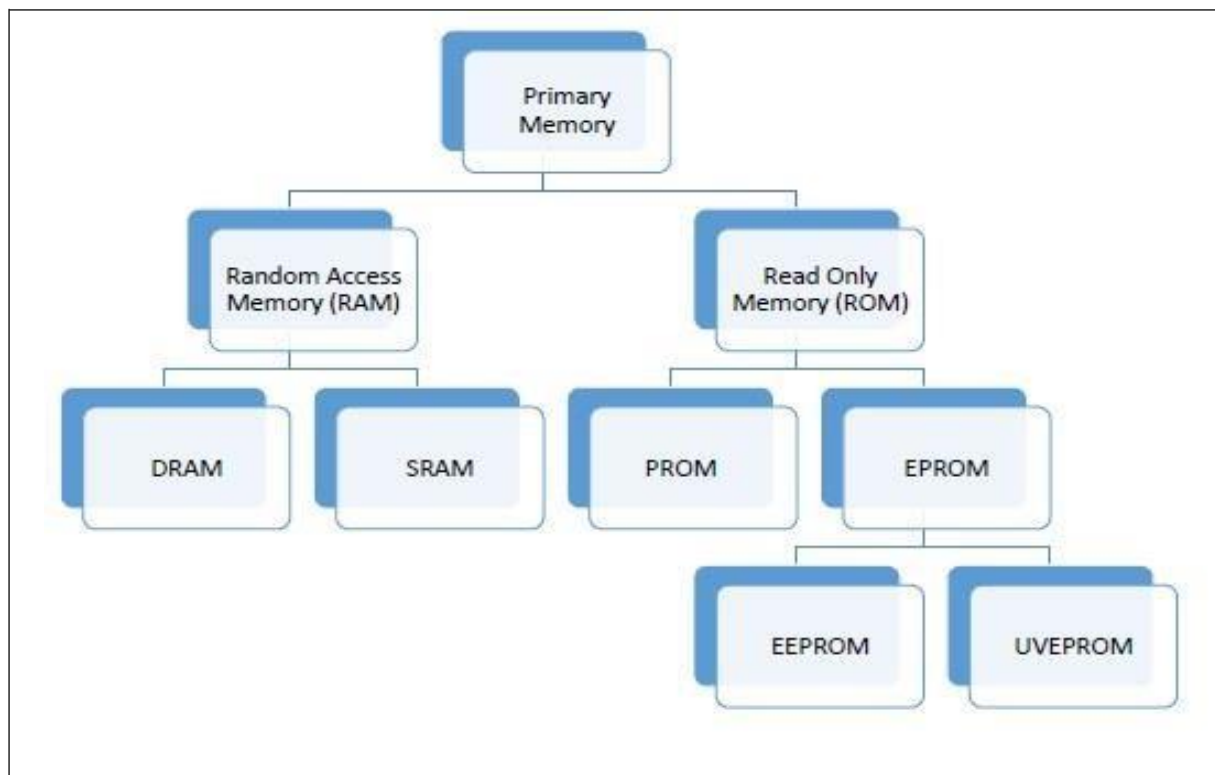 Primary
Memory
Random Access
Memory (RAM)
Read Only
Memory (ROM)
DRAM
SRAM
PROM
EPROM
EEPROM
UVEPROM